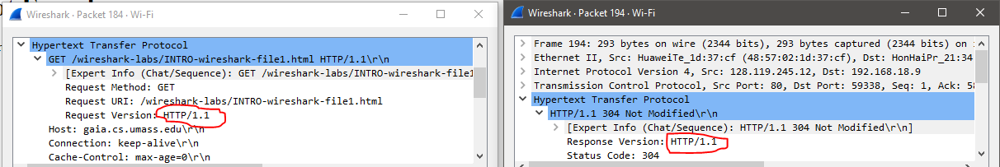 Wireshark · Packet 184 · Wi-Fi
Hypertext Transfer Protocol
GET /wireshark-labs/INTRO-wireshark-file1.html HTTP/1.1\r\n
[Expert Info (Chat/Sequence): GET /wireshark-labs/INTRO-wireshark-file1
Request Method: GET
Request URI: /wireshark-labs/INTRO-wireshark-file1.html
Request Version: HTTP/1.1
Host: gaia.cs.umass.edu\r\n
Connection: keep-alive\r\n
Cache-Control: max-age=0\r\n
Wireshark · Packet 194 · Wi-Fi
Frame 194: 293 bytes on wire (2344 bits), 293 bytes captured (2344 bits) on
Ethernet II, Src: HuaweiTe_1d:37:cf (48:57:02:1d:37:cf), Dst: HonHaiPr_21:34
Internet Protocol Version 4, Src: 128.119.245.12, Dst: 192.168.18.9
Transmission Control Protocol, Src Port: 80, Dst Port: 59338, Seq: 1, Ack: 58
Hypertext Transfer Protocol
HTTP/1.1 304 Not Modified\r\n
[Expert Info (Chat/Sequence): HTTP/1.1 304 Not Modified\r\n]
Response Version: HTTP/1.1
Status Code: 304